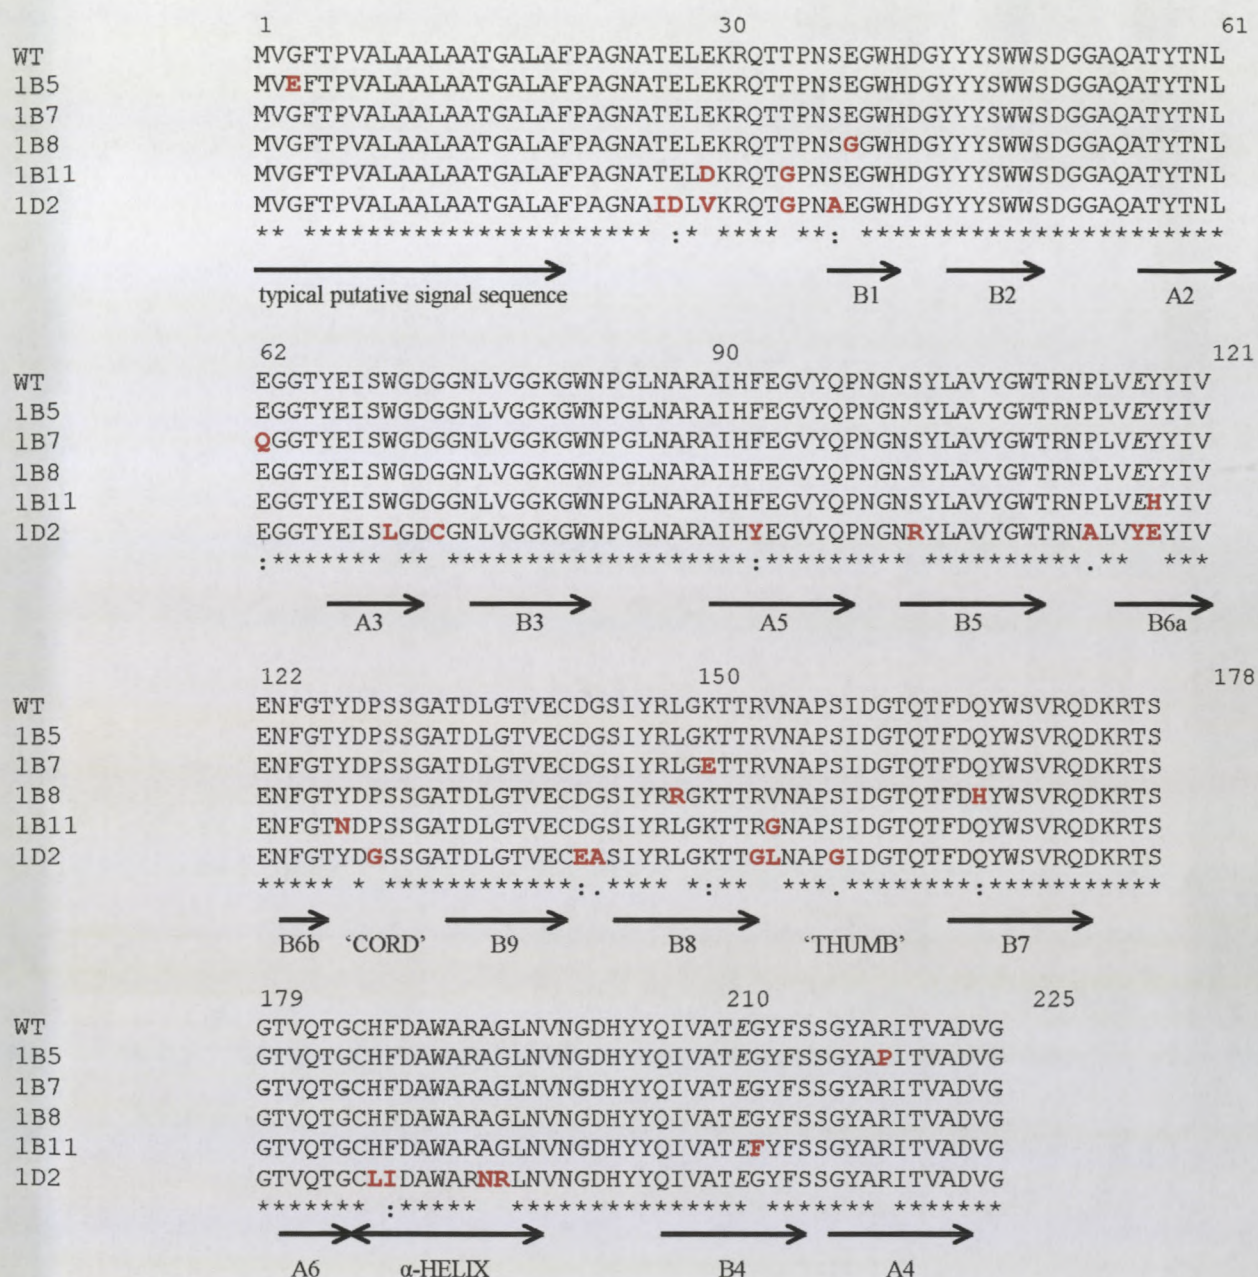 1 30 61
WT MVGFTPVALAALAATGALAFPAGNATELEKRQTTPNSEGWHDGYYYSWWSDGGAQATYTNL
1B5 MVEFTPVALAALAATGALAFPAGNATELEKRQTTPNSEGWHDGYYYSWWSDGGAQATYTNL
1B7 MVGFTPVALAALAATGALAFPAGNATELEKRQTTPNSEGWHDGYYYSWWSDGGAQATYTNL
1B8 MVGFTPVALAALAATGALAFPAGNATELEKRQTTPNSGGWHDGYYYSWWSDGGAQATYTNL
1B11 MVGFTPVALAALAATGALAFPAGNATELDKRQTGPNSEGWHDGYYYSWWSDGGAQATYTNL
1D2 MVGFTPVALAALAATGALAFPAGNAIDLVKRQTGPNAEGWHDGYYYSWWSDGGAQATYTNL
** ********************** :* **** **: ***********************
typical putative signal sequence B1 B2 A2
62 90 121
WT EGGTYEISWGDGGNLVGGKGWNPGLNARAIHFEGVYQPNGNSYLAVYGWTRNPLVEYYIV
1B5 EGGTYEISWGDGGNLVGGKGWNPGLNARAIHFEGVYQPNGNSYLAVYGWTRNPLVEYYIV
1B7 QGGTYEISWGDGGNLVGGKGWNPGLNARAIHFEGVYQPNGNSYLAVYGWTRNPLVEYYIV
1B8 EGGTYEISWGDGGNLVGGKGWNPGLNARAIHFEGVYQPNGNSYLAVYGWTRNPLVEYYIV
1B11 EGGTYEISWGDGGNLVGGKGWNPGLNARAIHFEGVYQPNGNSYLAVYGWTRNPLVEHYIV
1D2 EGGTYEISLGDCGNLVGGKGWNPGLNARAIHYEGVYQPNGNRYLAVYGWTRNALVYEYIV
:******* ** *******************:********* **********.*** ***
A3 B3 A5 B5 B6a
122 150 178
WT ENFGTYDPSSGATDLGTVECDGSIYRLGKTTRVNAPSIDGTQTFDQYWSVRQDKRTS
1B5 ENFGTYDPSSGATDLGTVECDGSIYRLGKTTRVNAPSIDGTQTFDQYWSVRQDKRTS
1B7 ENFGTYDPSSGATDLGTVECDGSIYRLGETTRVNAPSIDGTQTFDQYWSVRQDKRTS
1B8 ENFGTYDPSSGATDLGTVECDGSIYRRGKTTRVNAPSIDGTQTFDHYWSVRQDKRTS
1B11 ENFGTNDPSSGATDLGTVECDGSIYRLGKTTRGNAPSIDGTQTFDQYWSVRQDKRTS
1D2 ENFGTYDGSSGATDLGTVECEASIYRLGKTTGLNAPGIDGTQTFDQYWSVRQDKRTS
***** * ************:.**** *:** ***.********:***********
B6b ‘CORD’ B9 B8 ‘THUMB’ B7
179 210 225
WT GTVQTGCHFDAWARAGLNVNGDHYYQIVATEGYFSSGYARITVADVG
1B5 GTVQTGCHFDAWARAGLNVNGDHYYQIVATEGYFSSGYAPITVADVG
1B7 GTVQTGCHFDAWARAGLNVNGDHYYQIVATEGYFSSGYARITVADVG
1B8 GTVQTGCHFDAWARAGLNVNGDHYYQIVATEGYFSSGYARITVADVG
1B11 GTVQTGCHFDAWARAGLNVNGDHYYQIVATEFYFSSGYARITVADVG
1D2 GTVQTGCLIDAWARNRLNVNGDHYYQIVATEGYFSSGYARITVADVG
******* :***** *************** ******* *******
A6 α-HELIX B4 A4